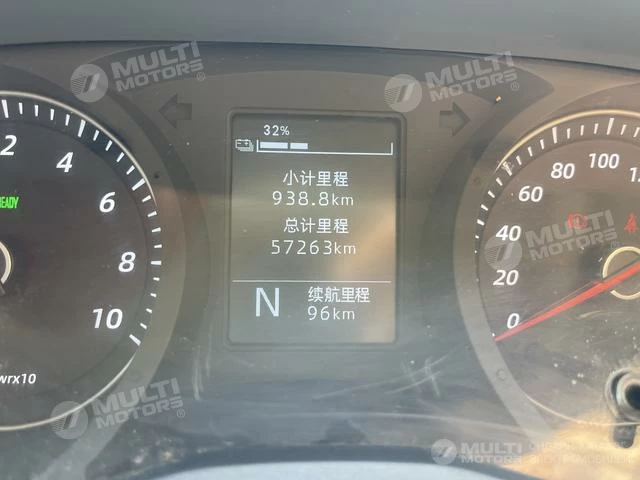 MULTI
MOTORS
MULTI
MOTORS
32%
小计里程
938.8km
总计里程
57263km
N
续航里程
96km
2
4
6
8
10
READY
0
20
40
60
80
100
MULTI
MOTORS
MULTI
MOTORS
MULTI
MOTORS